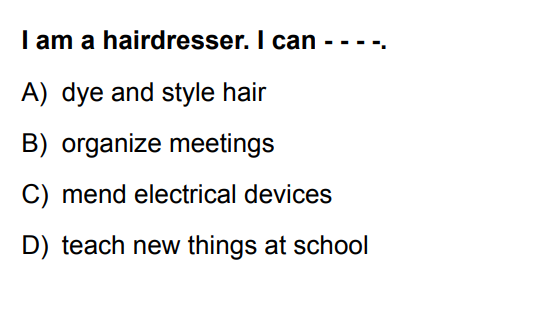 I am a hairdresser. I can - - - -.
A) dye and style hair
B) organize meetings
C) mend electrical devices
D) teach new things at school